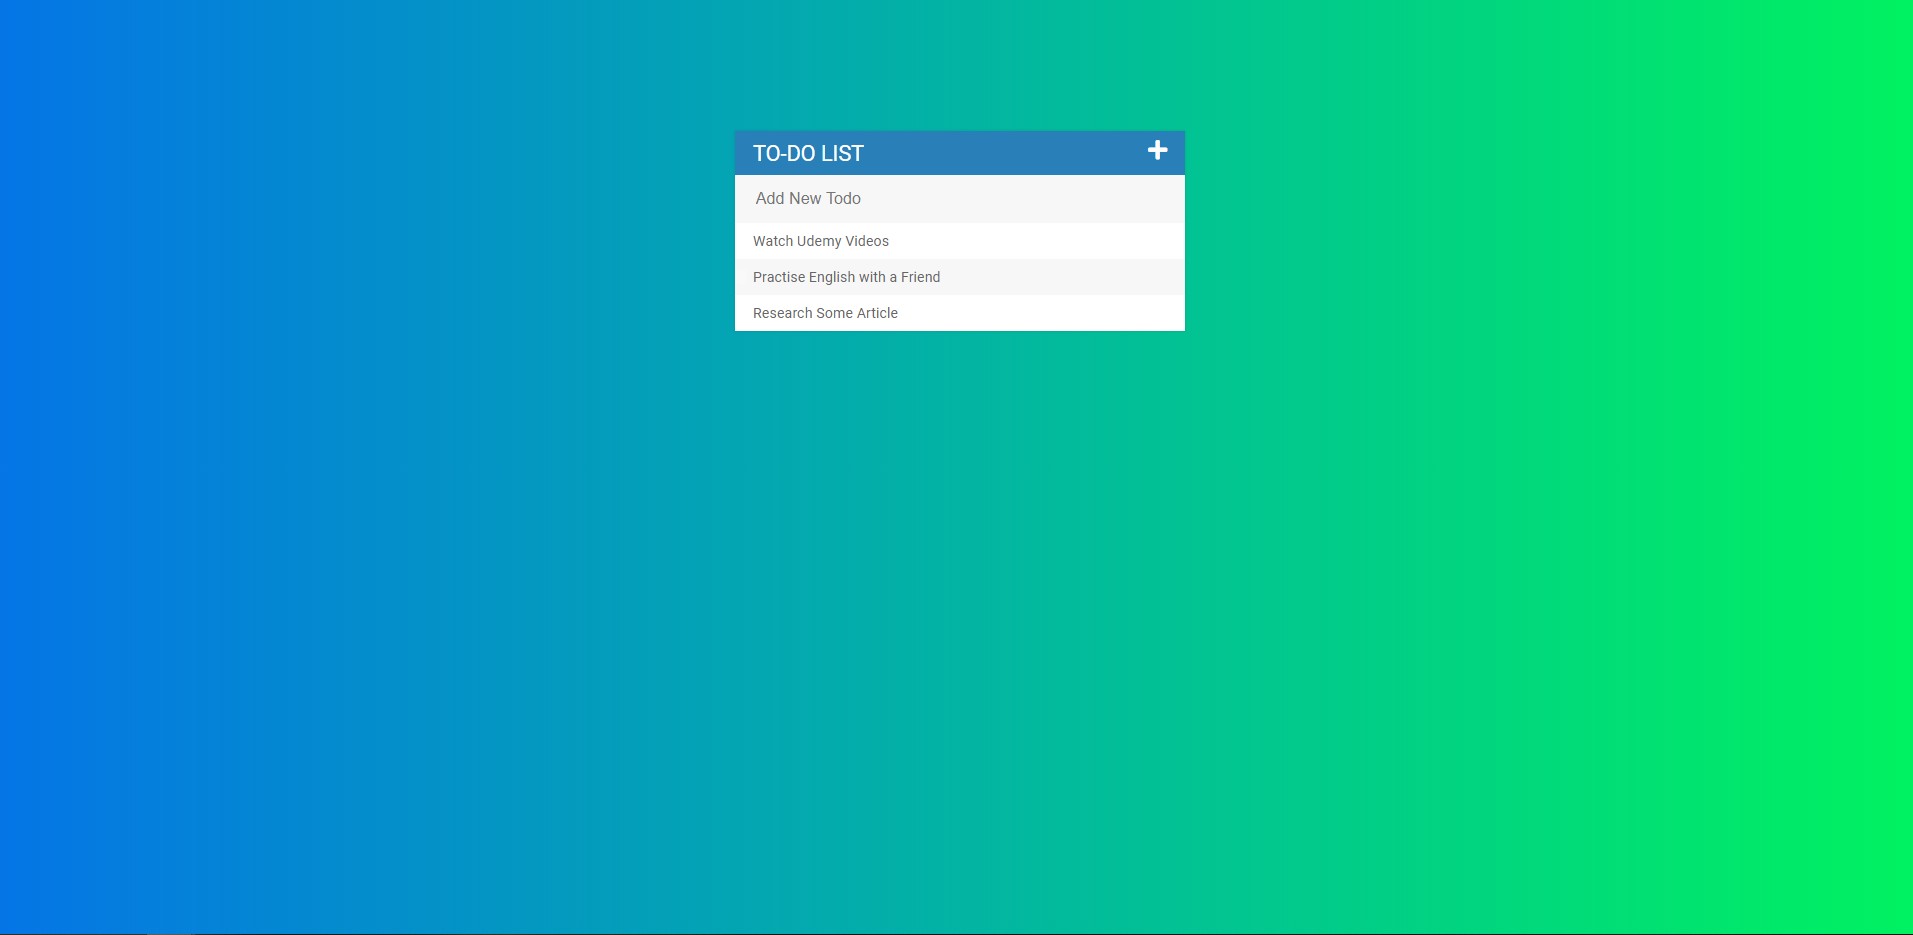 TO-DO LIST
Add New Todo
Watch Udemy Videos
Practise English with a Friend
Research Some Article